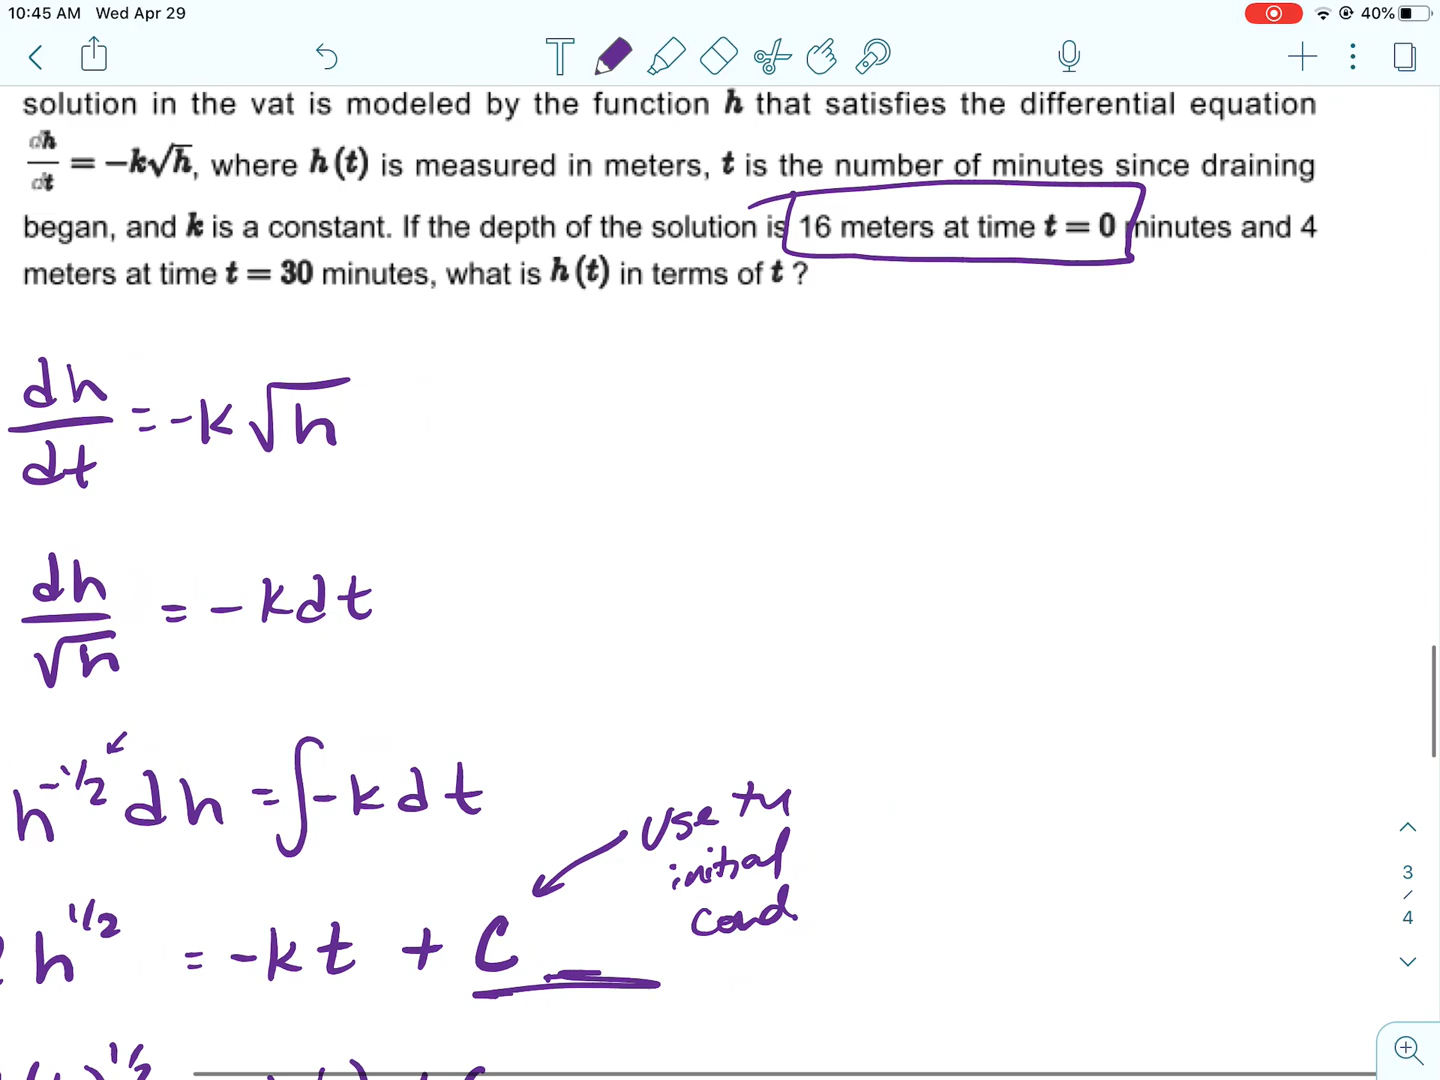 10:45 AM Wed Apr 29
40%
T
solution in the vat is modeled by the function h that satisfies the differential equation
dh/dt = -k√h, where h(t) is measured in meters, t is the number of minutes since draining
began, and k is a constant. If the depth of the solution is 16 meters at time t = 0 minutes and 4
meters at time t = 30 minutes, what is h(t) in terms of t ?
dh/dt = -k√h
dh/√h = -kdt
h^-1/2 dh = ∫-kdt
Use
initial
cond.
h^1/2 = -kt + C
3
/
4